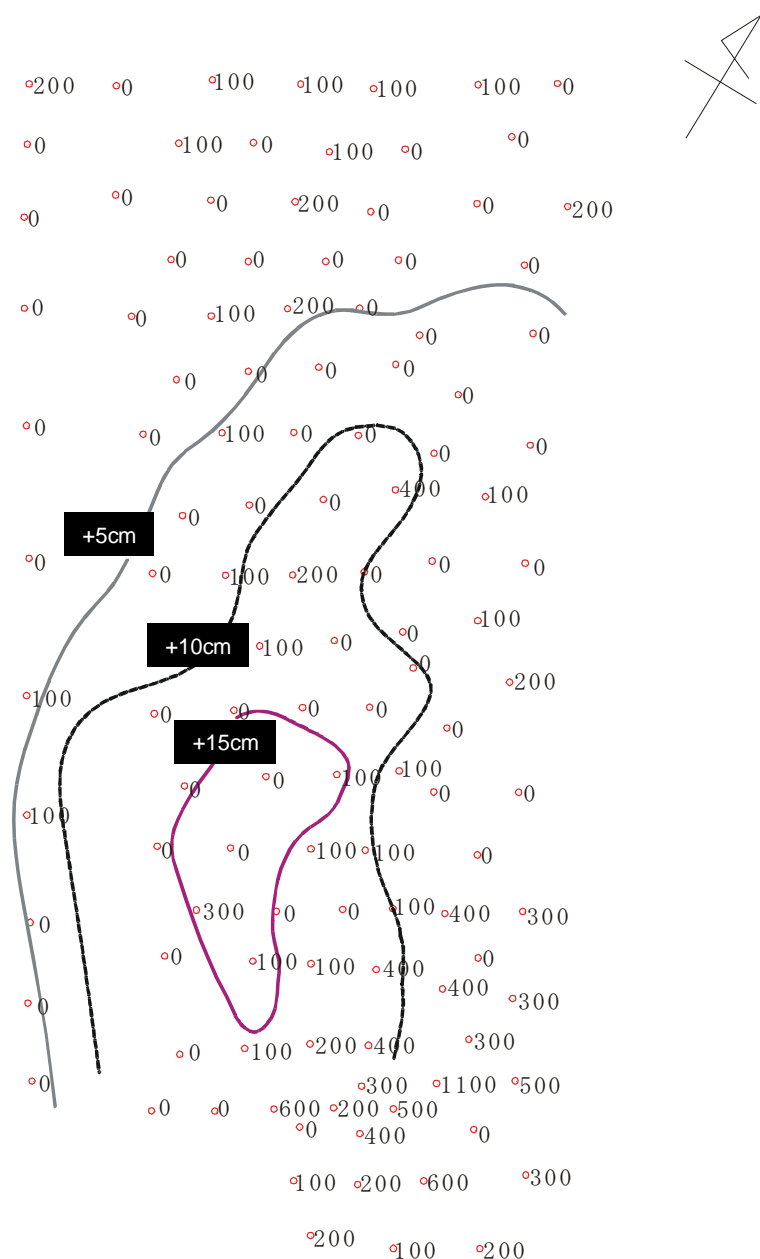 200 0 100 100 100 100 0
0 100 0 100 0 0
0 0 0 200 0 0 200
0 0 0 0 0
0 0 100 200 0
0 0
0 0 0 0 0
0 0 100 0 0 0 0
0 0 0 400 100
+5cm
0 0 100 200 0 0 0
+10cm
100 0 0 0 100
100 0 0 0 0 200
+15cm
0
0 0 100 100 0 0
100 0 0 100 100 0
0 300 0 0 100 400 300
0 100 100 400 0
0 400 300
0 100 200 400 300
0 300 1100 500
0 0 600 200 500
0 400 0
100 200 600 300
200 100 200